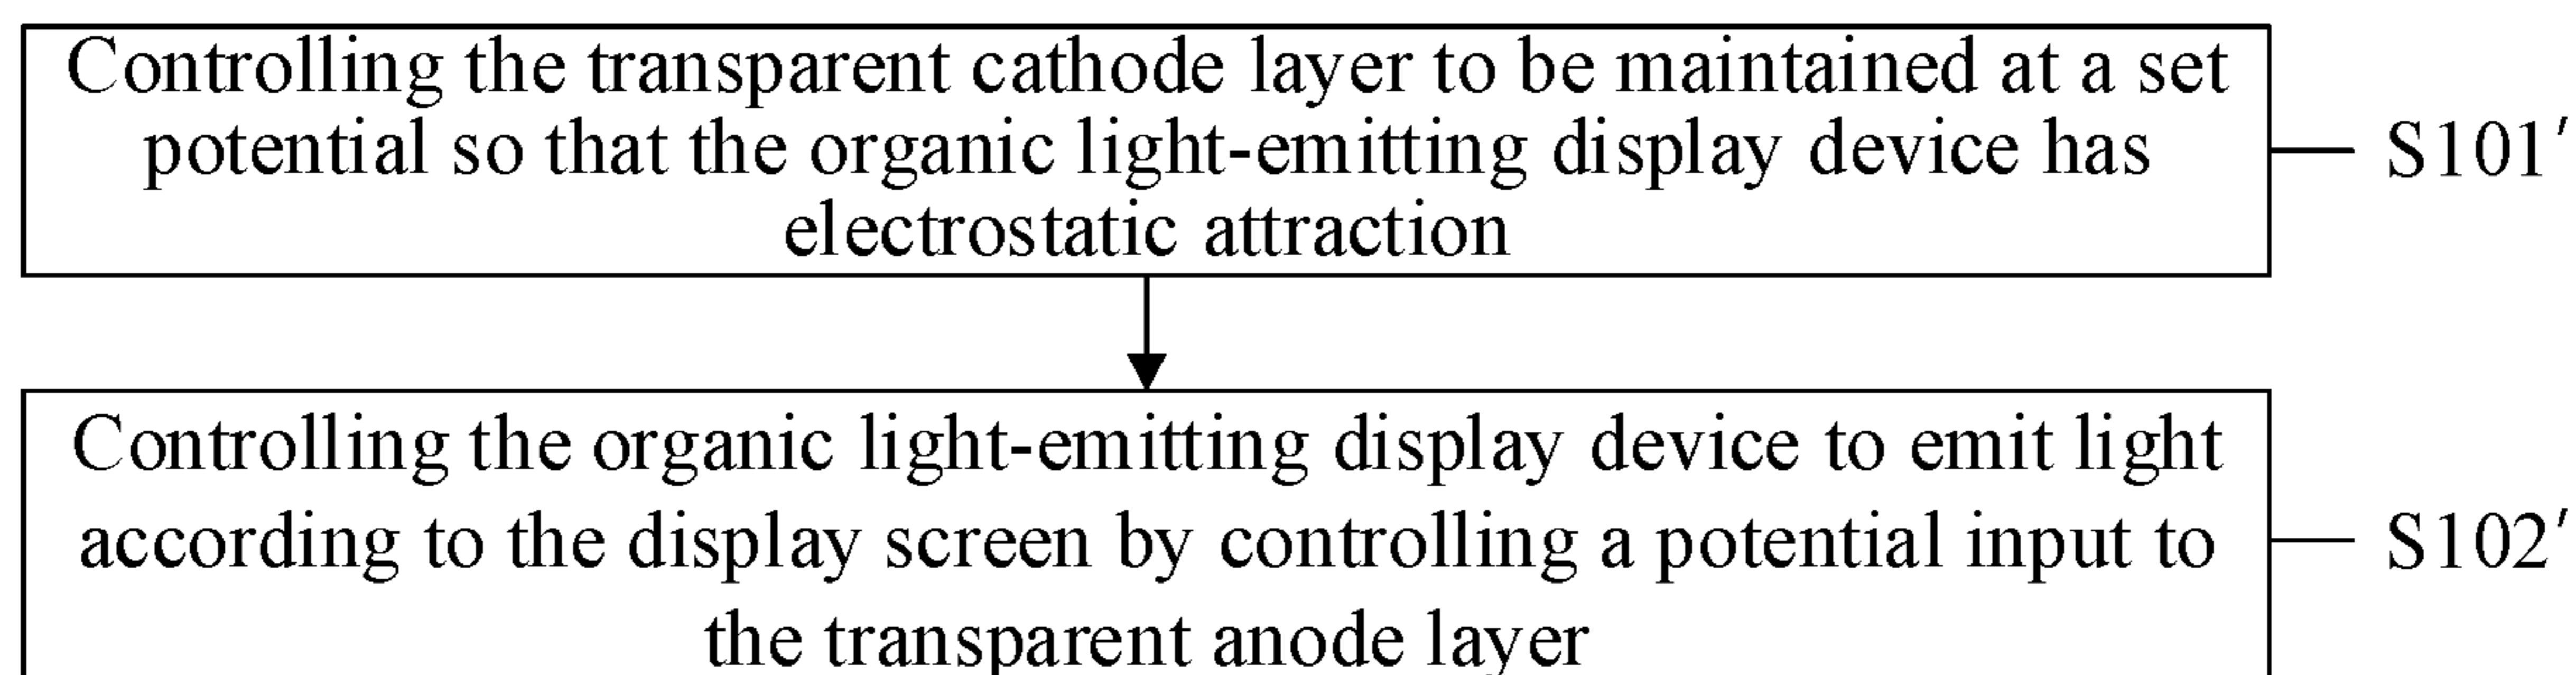 Controlling the transparent cathode layer to be maintained at a set
potential so that the organic light-emitting display device has
electrostatic attraction
S101′
Controlling the organic light-emitting display device to emit light
according to the display screen by controlling a potential input to
the transparent anode layer
S102′